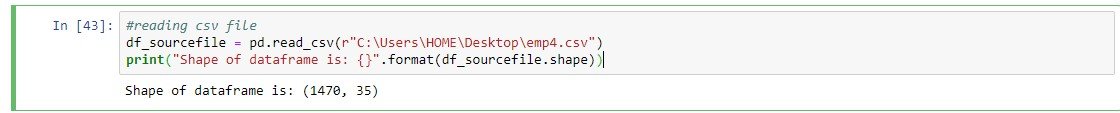 In [43]: #reading csv file
df_sourcefile = pd.read_csv(r"C:\Users\HOME\Desktop\emp4.csv")
print("Shape of dataframe is: {}".format(df_sourcefile.shape))
Shape of dataframe is: (1470, 35)